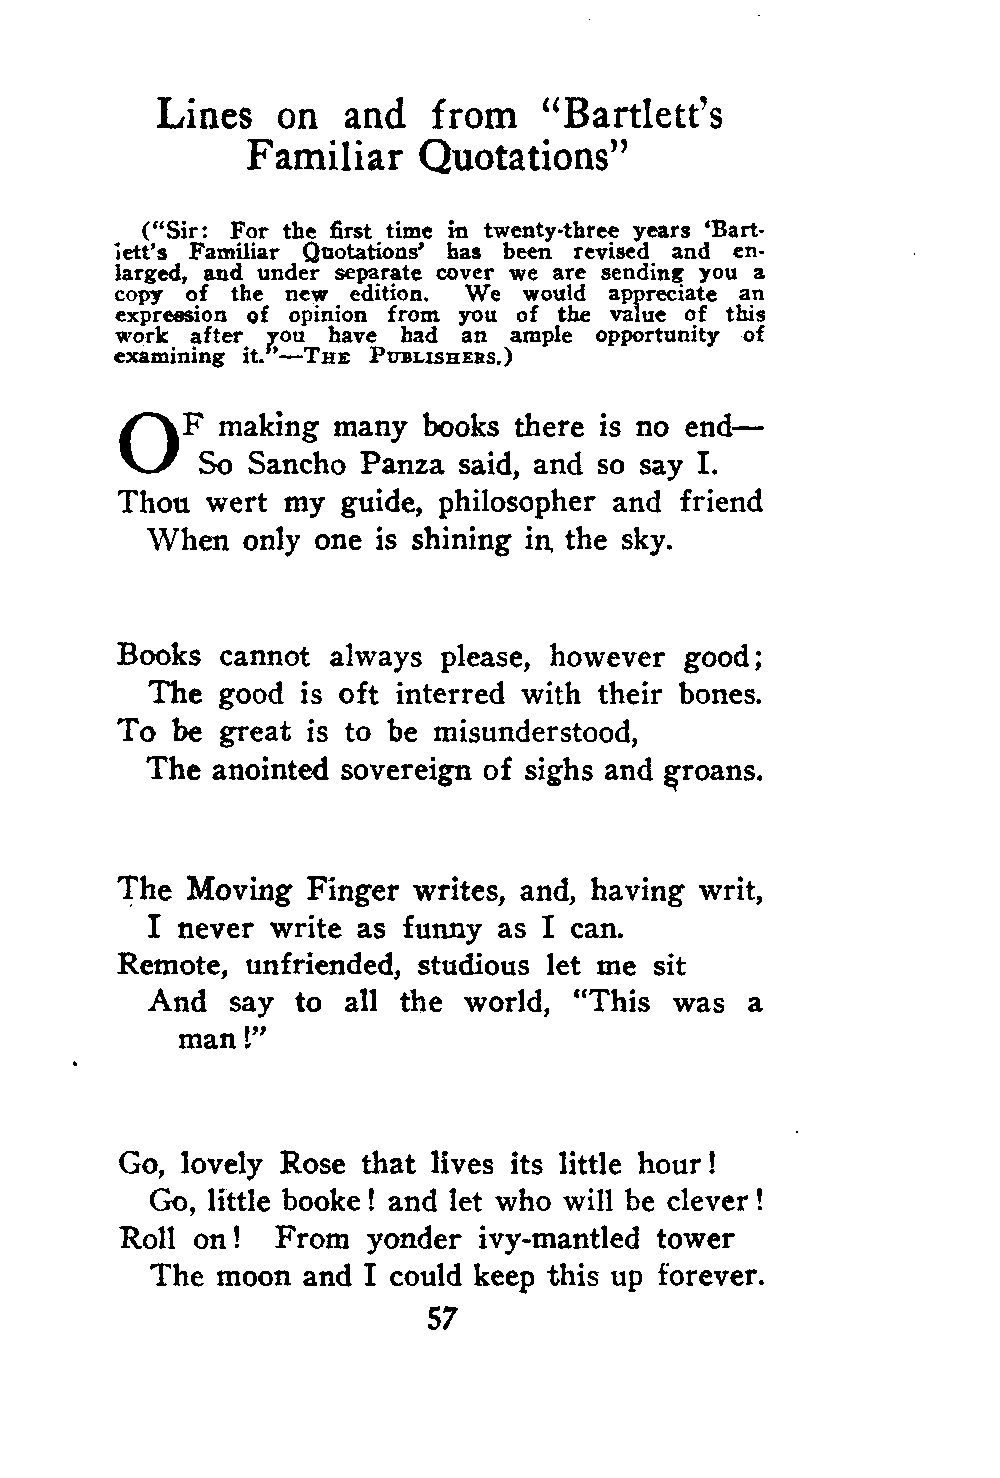 Lines on and from "Bartlett's
Familiar Quotations"
("Sir: For the first time in twenty-three years 'Bart-
lett's Familiar Quotations' has been revised and en-
larged, and under separate cover we are sending you a
copy of the new edition. We would appreciate an
expression of opinion from you of the value of this
work after you have had an ample opportunity of
examining it."—THE PUBLISHERS.)
OF making many books there is no end—
So Sancho Panza said, and so say I.
Thou wert my guide, philosopher and friend
When only one is shining in the sky.
Books cannot always please, however good;
The good is oft interred with their bones.
To be great is to be misunderstood,
The anointed sovereign of sighs and groans.
The Moving Finger writes, and, having writ,
I never write as funny as I can.
Remote, unfriended, studious let me sit
And say to all the world, "This was a
man!"
Go, lovely Rose that lives its little hour!
Go, little booke! and let who will be clever!
Roll on! From yonder ivy-mantled tower
The moon and I could keep this up forever.
57